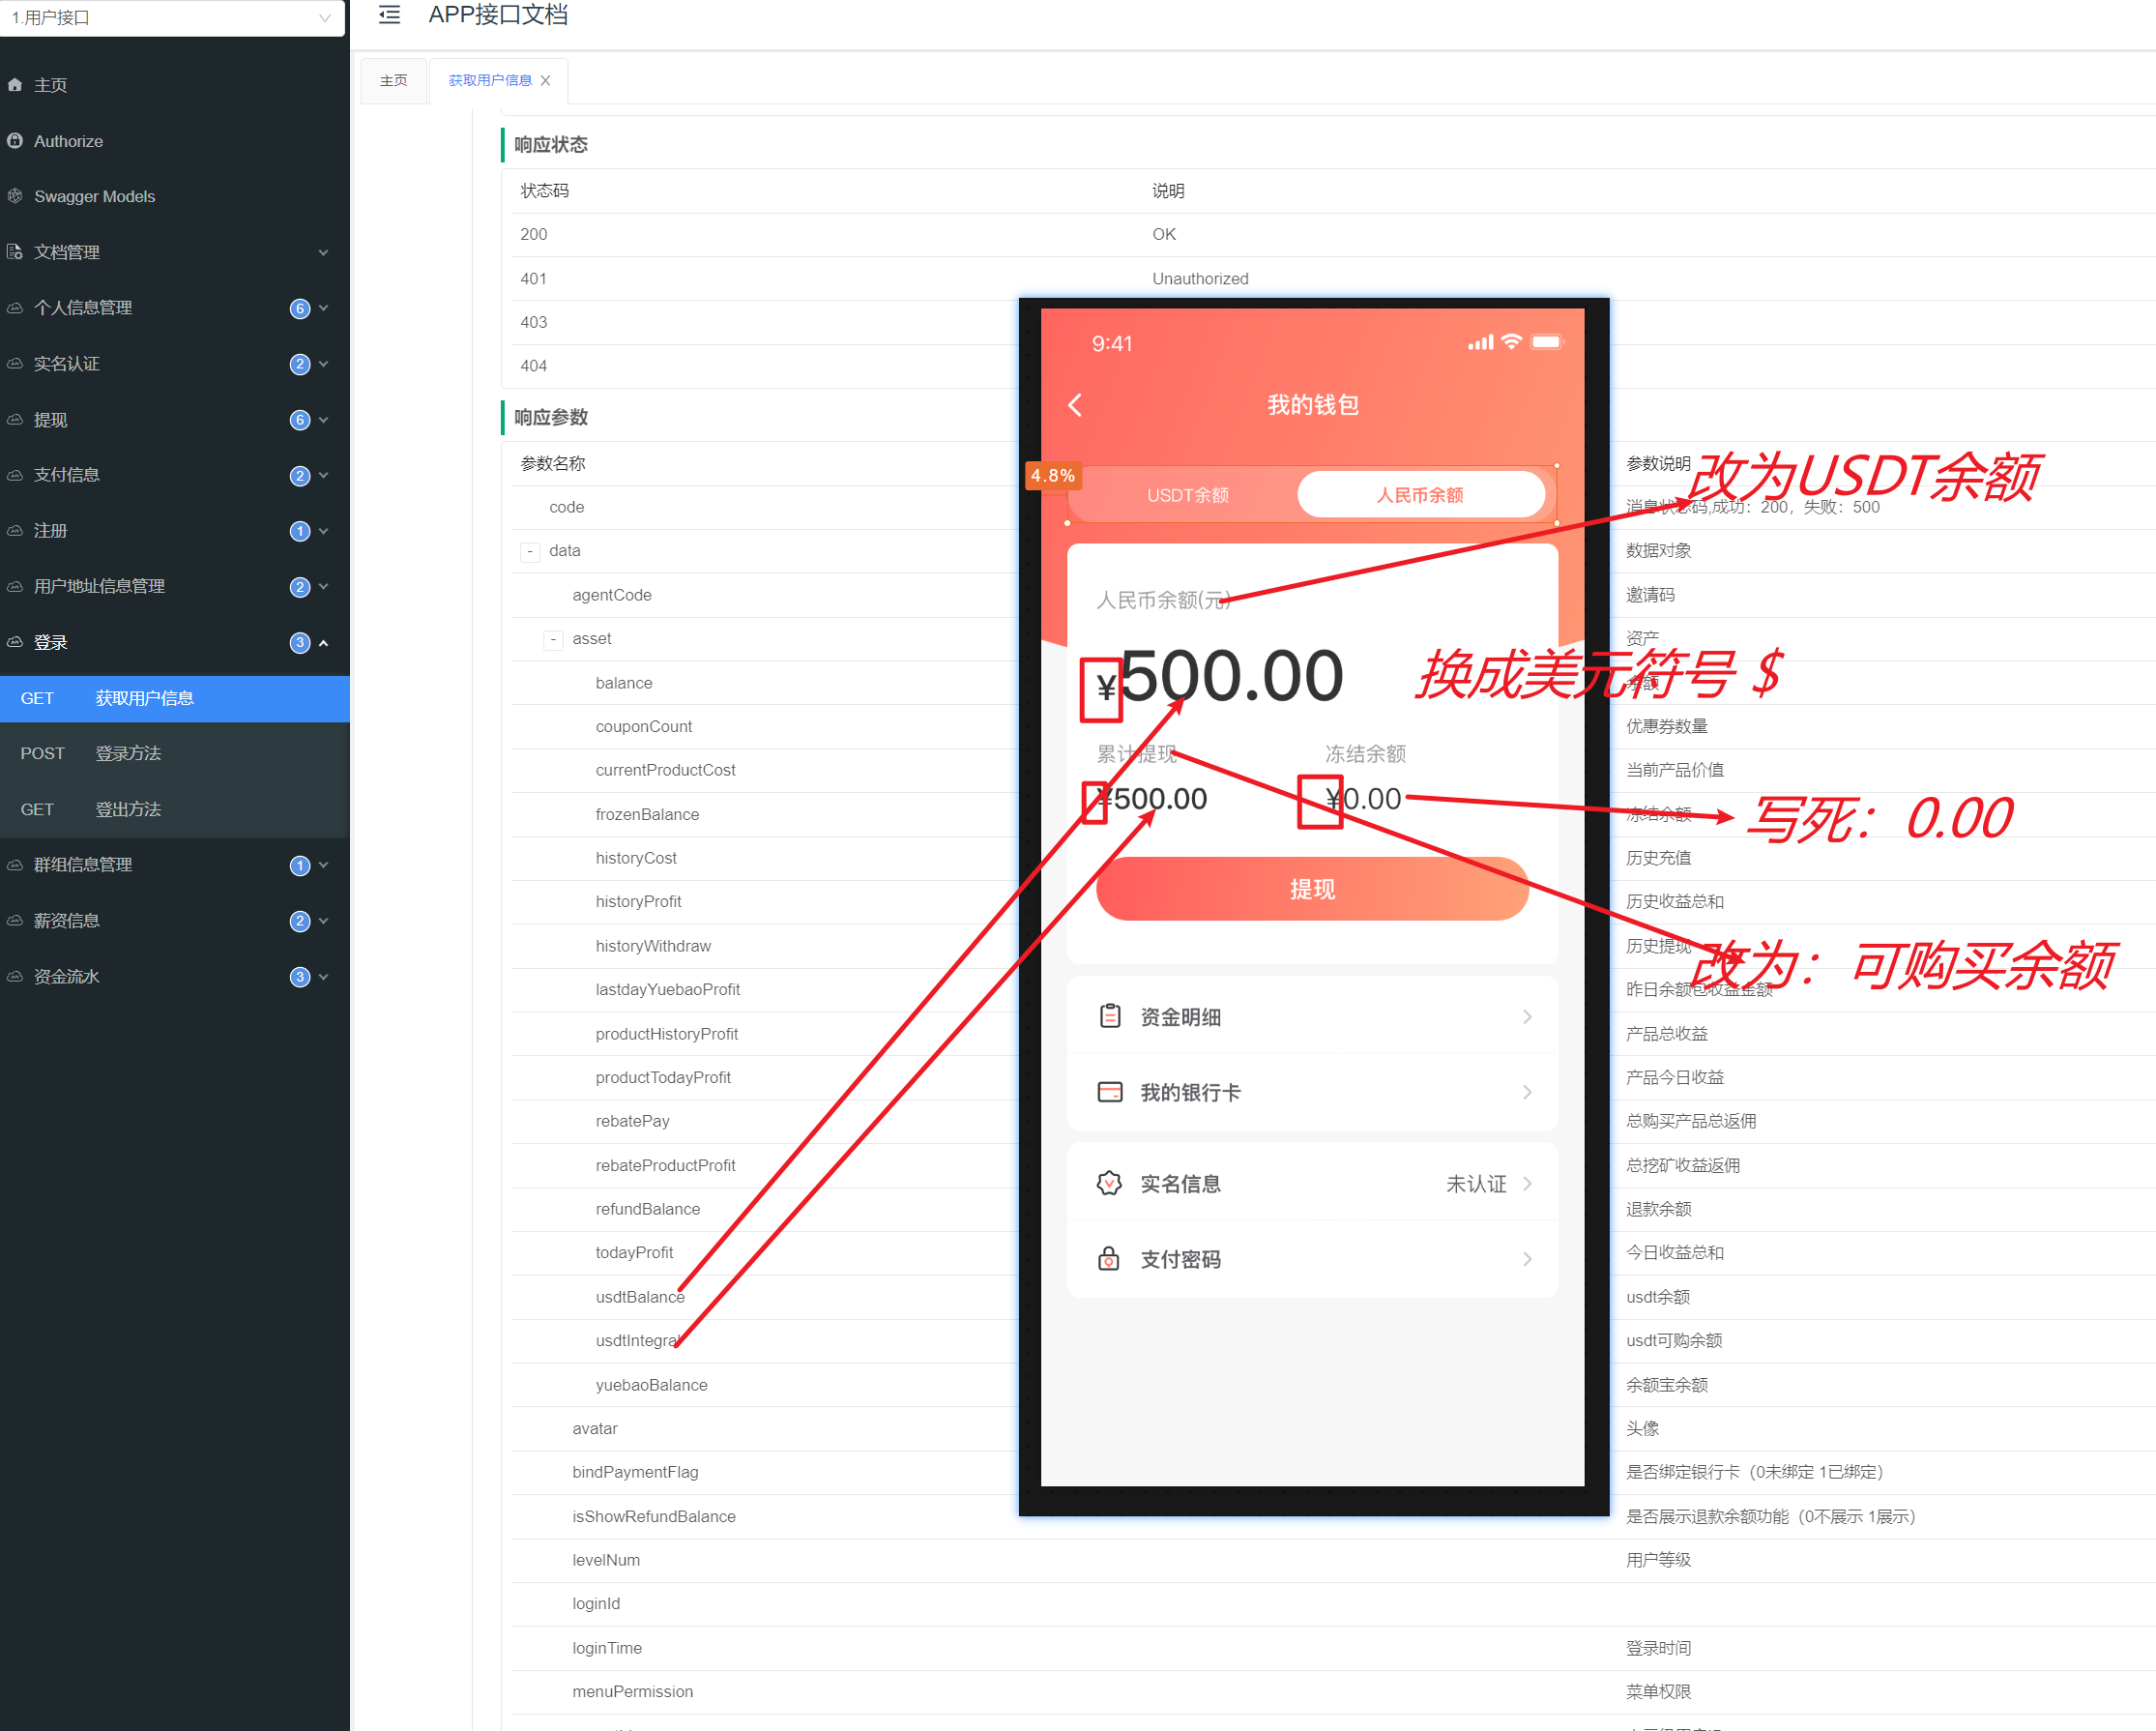 1.用户接口
APP接口文档
主页
Authorize
Swagger Models
文档管理
个人信息管理
6
实名认证
2
提现
6
支付信息
2
注册
1
用户地址信息管理
2
登录
3
GET 获取用户信息
POST 登录方法
GET 登出方法
群组信息管理
1
薪资信息
2
资金流水
3
主页
获取用户信息
响应状态
状态码 说明
200 OK
401 Unauthorized
403
404
响应参数
参数名称 参数说明
code 消息状态码,成功：200，失败：500
- data 数据对象
agentCode 邀请码
- asset 资产
balance 余额
couponCount 优惠券数量
currentProductCost 当前产品价值
frozenBalance 冻结余额
historyCost 历史充值
historyProfit 历史收益总和
historyWithdraw 历史提现
lastdayYuebaoProfit 昨日余额包收益金额
productHistoryProfit 产品总收益
productTodayProfit 产品今日收益
rebatePay 总购买产品总返佣
rebateProductProfit 总挖矿收益返佣
refundBalance 退款余额
todayProfit 今日收益总和
usdtBalance usdt余额
usdtIntegral usdt可购余额
yuebaoBalance 余额宝余额
avatar 头像
bindPaymentFlag 是否绑定银行卡（0未绑定 1已绑定）
isShowRefundBalance 是否展示退款余额功能（0不展示 1展示）
levelNum 用户等级
loginId
loginTime 登录时间
menuPermission 菜单权限
9:41
我的钱包
4.8%
USDT余额 人民币余额
人民币余额(元)
¥500.00
累计提现 冻结余额
¥500.00 ¥0.00
提现
资金明细
我的银行卡
实名信息 未认证
支付密码
改为USDT余额
换成美元符号 $
写死：0.00
改为：可购买余额